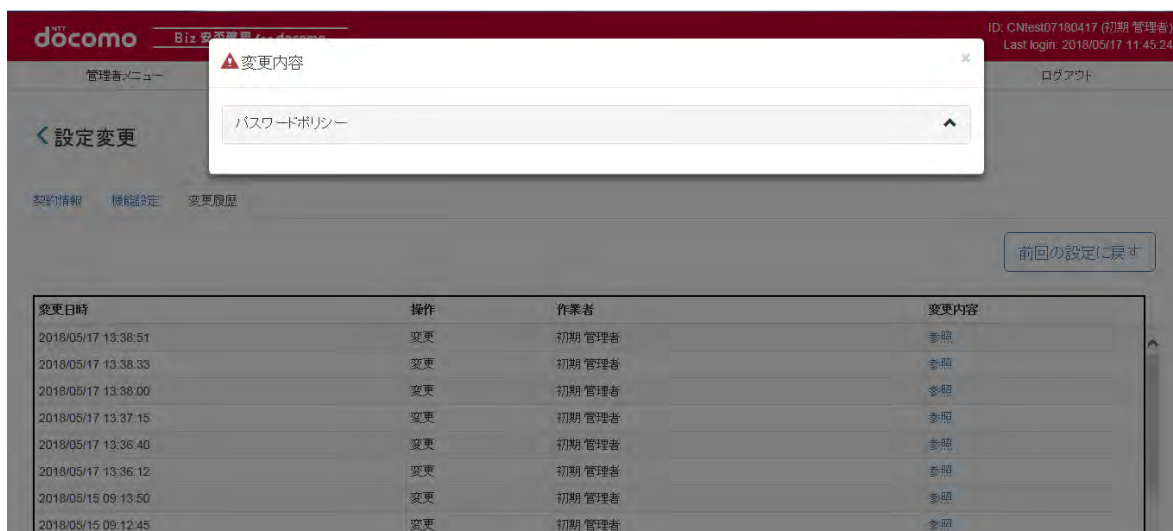 NTT
döcomo
Biz 安否確認 for docomo
ID: CNtest07180417 (初期 管理者)
Last login: 2018/05/17 11:45:24
管理者メニュー
ログアウト
変更内容
×
パスワードポリシー
設定変更
契約情報 機能設定 変更履歴
前回の設定に戻す
変更日時 操作 作業者 変更内容
2018/05/17 13:38:51 変更 初期 管理者 参照
2018/05/17 13:38:33 変更 初期 管理者 参照
2018/05/17 13:38:00 変更 初期 管理者 参照
2018/05/17 13:37:15 変更 初期 管理者 参照
2018/05/17 13:36:40 変更 初期 管理者 参照
2018/05/17 13:36:12 変更 初期 管理者 参照
2018/05/15 09:13:50 変更 初期 管理者 参照
2018/05/15 09:12:45 変更 初期 管理者 参照